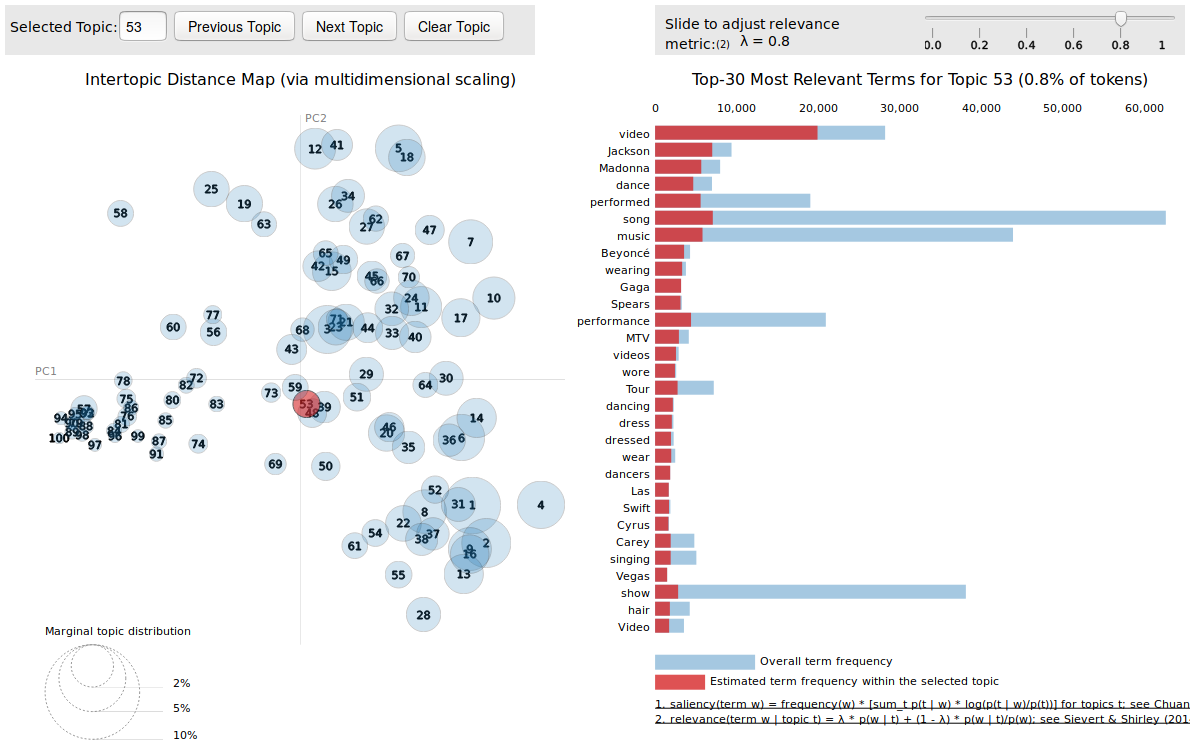 Selected Topic: 53 Previous Topic Next Topic Clear Topic
Slide to adjust relevance
metric:(2) λ = 0.8
0.0 0.2 0.4 0.6 0.8 1
Intertopic Distance Map (via multidimensional scaling)
PC2
PC1
12 41 5 18
25 19 34 26
58 63 62 27 47 7
65 49 42 15 67
45 66 70
24 11 10 32 17
77 60 56 68 3 71 23 21 44 33 40
43
29 30 64
78 72 82 73 59 51
75 80 83 53 39 48
57 86 14
94 95 93 76 85 46 20
88 81 36 6
100 98 84 96 99 87 74 35
97 91
69 50
52 31 1 4
8 22
54 37 38 2
61 9 16
55 13
28
Marginal topic distribution
2%
5%
10%
Top-30 Most Relevant Terms for Topic 53 (0.8% of tokens)
0 10,000 20,000 30,000 40,000 50,000 60,000
video
Jackson
Madonna
dance
performed
song
music
Beyoncé
wearing
Gaga
Spears
performance
MTV
videos
wore
Tour
dancing
dress
dressed
wear
dancers
Las
Swift
Cyrus
Carey
singing
Vegas
show
hair
Video
Overall term frequency
Estimated term frequency within the selected topic
1. saliency(term w) = frequency(w) * [sum_t p(t | w) * log(p(t | w)/p(t))] for topics t; see Chuan
2. relevance(term w | topic t) = λ * p(w | t) + (1 - λ) * p(w | t)/p(w); see Sievert & Shirley (201